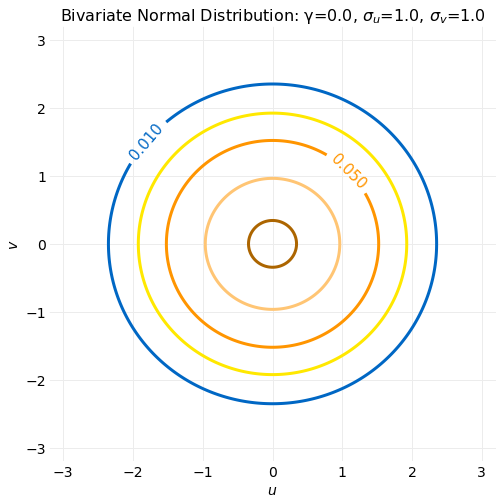 Bivariate Normal Distribution: γ=0.0, σᵤ=1.0, σᵥ=1.0
3
2
1
0
−1
−2
−3
v
0.010
0.050
−3 −2 −1 0 1 2 3
u